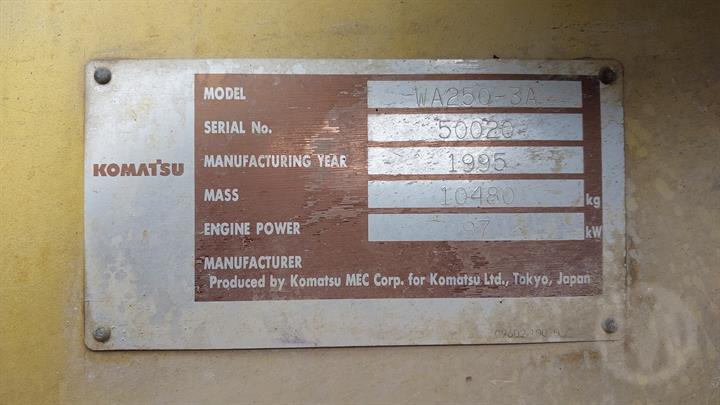 KOMATSU
MODEL WA250-3A
SERIAL No. 50020
MANUFACTURING YEAR 1995
MASS 10480 kg
ENGINE POWER 97 kW
MANUFACTURER
Produced by Komatsu MEC Corp. for Komatsu Ltd., Tokyo, Japan